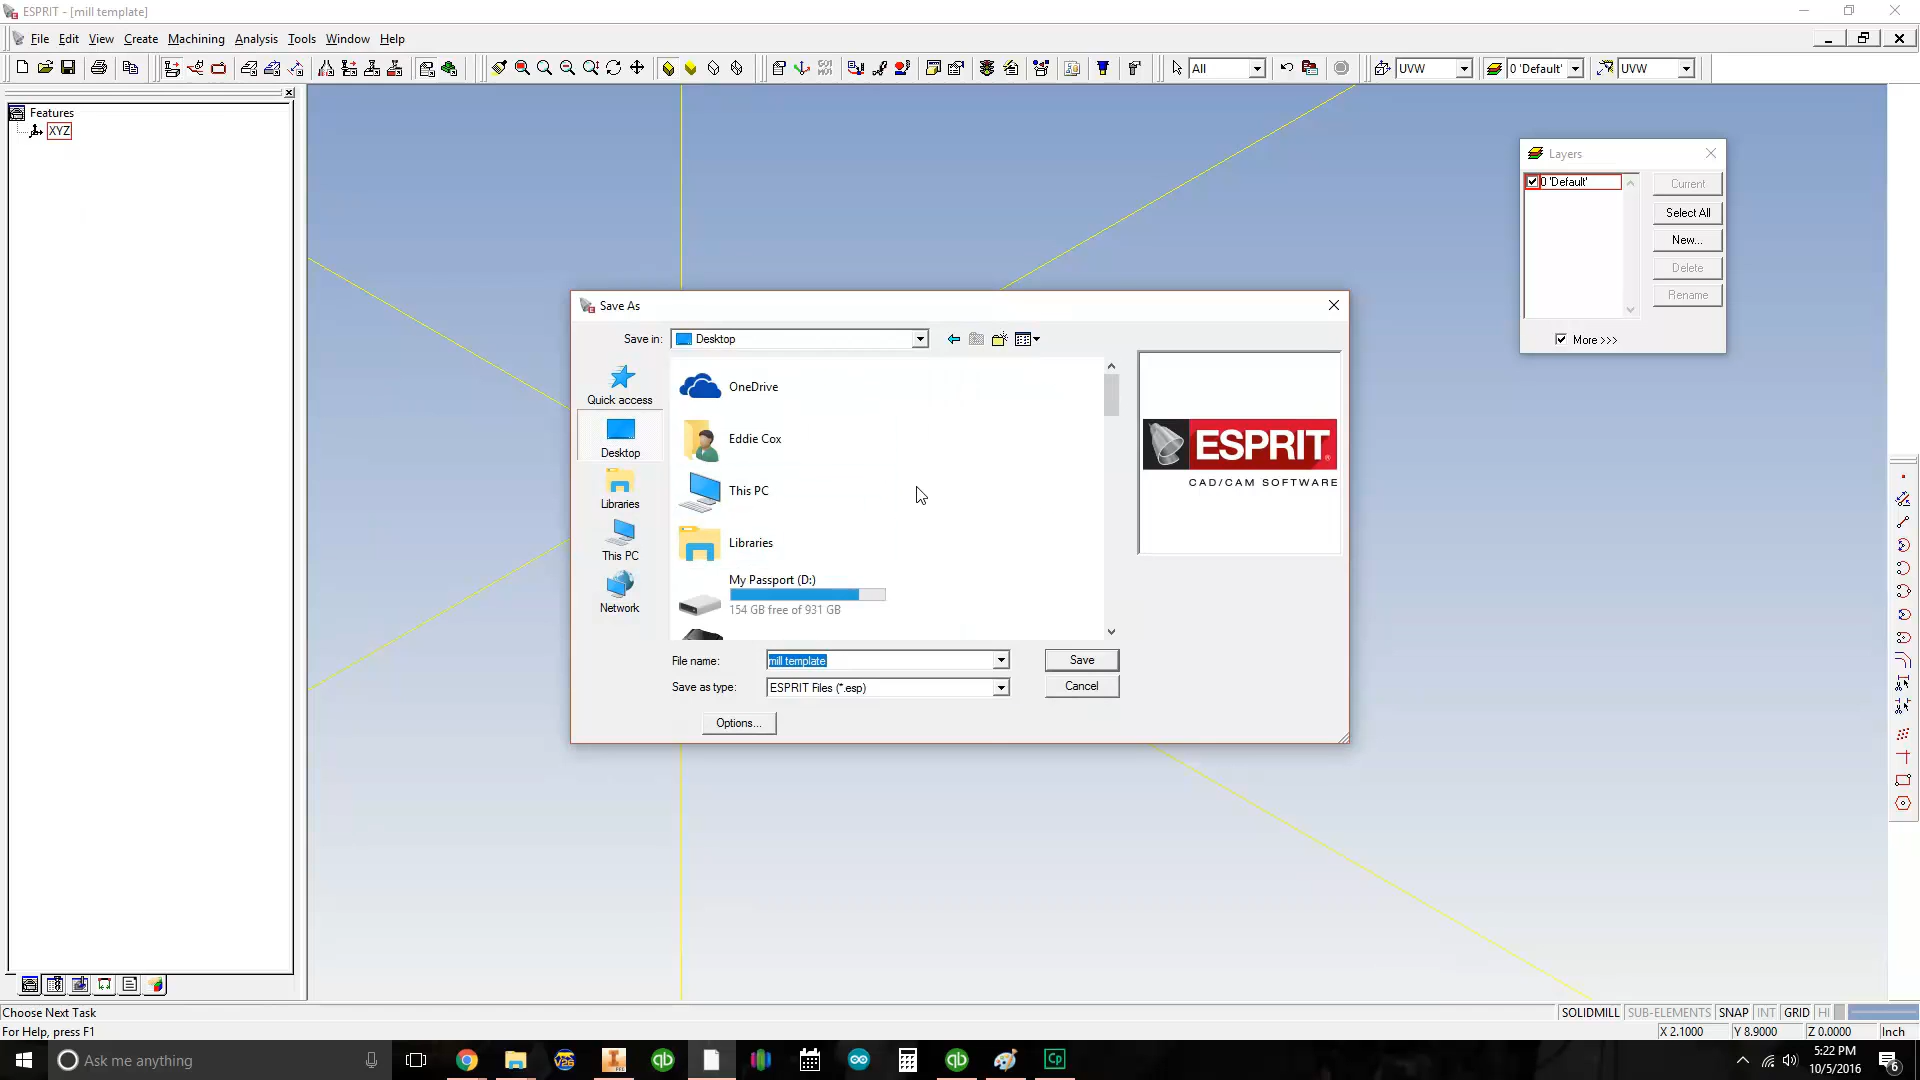 ESPRIT - [mill template]
File Edit View Create Machining Analysis Tools Window Help
All
UVW
0 'Default'
UVW
Features
XYZ
Layers
0 'Default'
Current
Select All
New...
Delete
Rename
More >>>
Save As
Save in:
Desktop
Quick access
Desktop
Libraries
This PC
Network
OneDrive
Eddie Cox
This PC
Libraries
My Passport (D:)
154 GB free of 931 GB
ESPRIT
CAD/CAM SOFTWARE
File name:
mill template
Save
Save as type:
ESPRIT Files (*.esp)
Cancel
Options...
Choose Next Task
SOLIDMILL SUB-ELEMENTS SNAP INT GRID HI
For Help, press F1
X 2.1000 Y 8.9000 Z 0.0000 Inch
Ask me anything
Cp
5:22 PM
10/5/2016
6